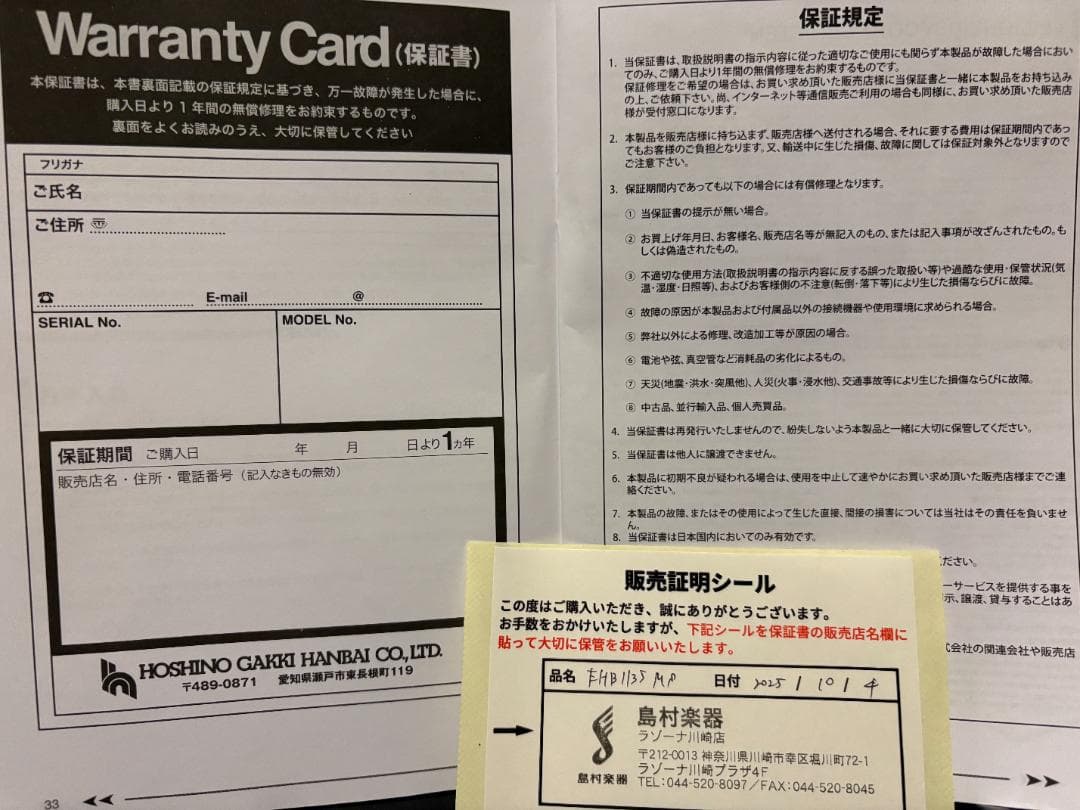 Warranty Card (保証書)
本保証書は、本書裏面記載の保証規定に基づき、万一故障が発生した場合に、
購入日より1年間の無償修理をお約束するものです。
裏面をよくお読みのうえ、大切に保管してください
フリガナ
ご氏名
ご住所 〒
☎ E-mail @
SERIAL No. MODEL No.
保証期間 ご購入日 年 月 日より1ヵ年
販売店名・住所・電話番号（記入なきもの無効）
HOSHINO GAKKI HANBAI CO., LTD.
〒489-0871 愛知県瀬戸市東長根町119
33
保証規定
1. 当保証書は、取扱説明書の指示内容に従った適切なご使用にも関らず本製品が故障した場合におい
てのみ、ご購入日より1年間の無償修理をお約束するものです。
保証修理をご希望の場合は、お買い求め頂いた販売店様に当保証書と一緒に本製品をお持ち込み
の上、ご依頼下さい。尚、インターネット等通信販売ご利用の場合も同様に、お買い求め頂いた販売店
様が受付窓口になります。
2. 本製品を販売店様に持ち込まず、販売店様へ送付される場合、それに要する費用は保証期間内であっ
てもお客様のご負担となります。又、輸送中に生じた損傷、故障に関しては保証対象外となりますので
ご注意下さい。
3. 保証期間内であっても以下の場合には有償修理となります。
① 当保証書の提示が無い場合。
② お買上げ年月日、お客様名、販売店名等が無記入のもの、または記入事項が改ざんされたもの。も
しくは偽造されたもの。
③ 不適切な使用方法(取扱説明書の指示内容に反する誤った取扱い等)や過酷な使用・保管状況(気
温・湿度・日照等)、およびお客様側の不注意(転倒・落下等)により生じた損傷ならびに故障。
④ 故障の原因が本製品および付属品以外の接続機器や使用環境に求められる場合。
⑤ 弊社以外による修理、改造加工等が原因の場合。
⑥ 電池や弦、真空管など消耗品の劣化によるもの。
⑦ 天災(地震・洪水・突風他)、人災(火事・浸水他)、交通事故等により生じた損傷ならびに故障。
⑧ 中古品、並行輸入品、個人売買品。
4. 当保証書は再発行いたしませんので、紛失しないよう本製品と一緒に大切に保管してください。
5. 当保証書は他人に譲渡できません。
6. 本製品に初期不良が疑われる場合は、使用を中止して速やかにお買い求め頂いた販売店様までご連
絡ください。
7. 本製品の故障、またはその使用によって生じた直接、間接の損害については当社はその責任を負いませ
ん。
8. 当保証書は日本国内においてのみ有効です。
ください。
ーサービスを提供する事を
示、譲渡、貸与することはあ
式会社の関連会社や販売店
販売証明シール
この度はご購入いただき、誠にありがとうございます。
お手数をおかけいたしますが、下記シールを保証書の販売店名欄に
貼って大切に保管をお願いいたします。
品名 EHB1135 MP 日付 2025/10/4
島村楽器
島村楽器
ラゾーナ川崎店
〒212-0013 神奈川県川崎市幸区堀川町72-1
ラゾーナ川崎プラザ4F
TEL:044-520-8097／FAX:044-520-8045